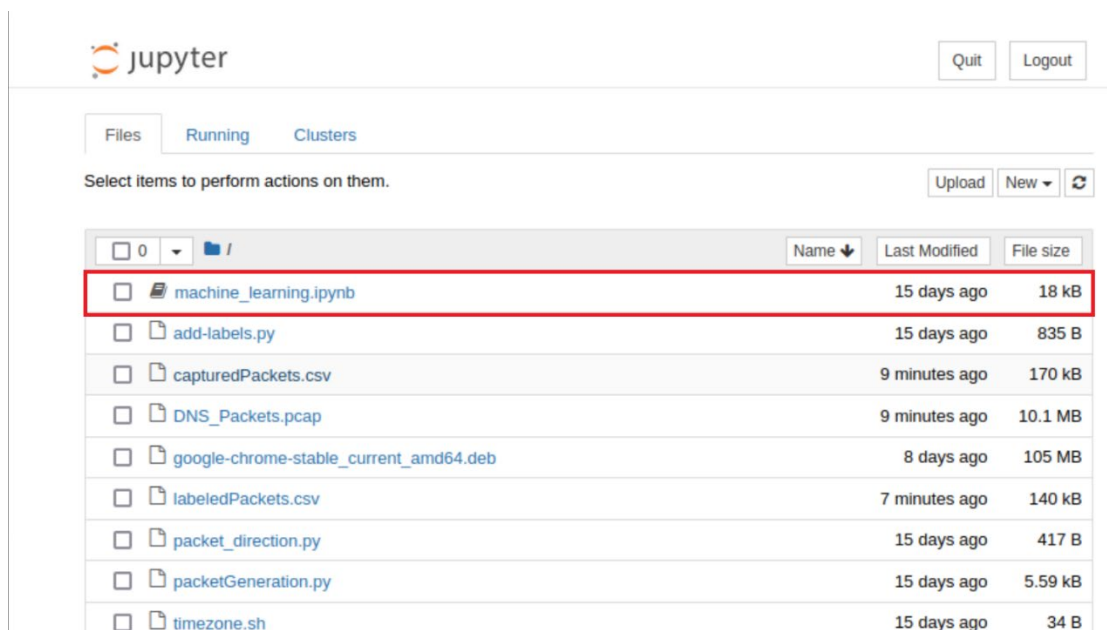 jupyter
Quit Logout
Files Running Clusters
Select items to perform actions on them.
Upload New
0 / Name Last Modified File size
machine_learning.ipynb 15 days ago 18 kB
add-labels.py 15 days ago 835 B
capturedPackets.csv 9 minutes ago 170 kB
DNS_Packets.pcap 9 minutes ago 10.1 MB
google-chrome-stable_current_amd64.deb 8 days ago 105 MB
labeledPackets.csv 7 minutes ago 140 kB
packet_direction.py 15 days ago 417 B
packetGeneration.py 15 days ago 5.59 kB
timezone.sh 15 days ago 34 B